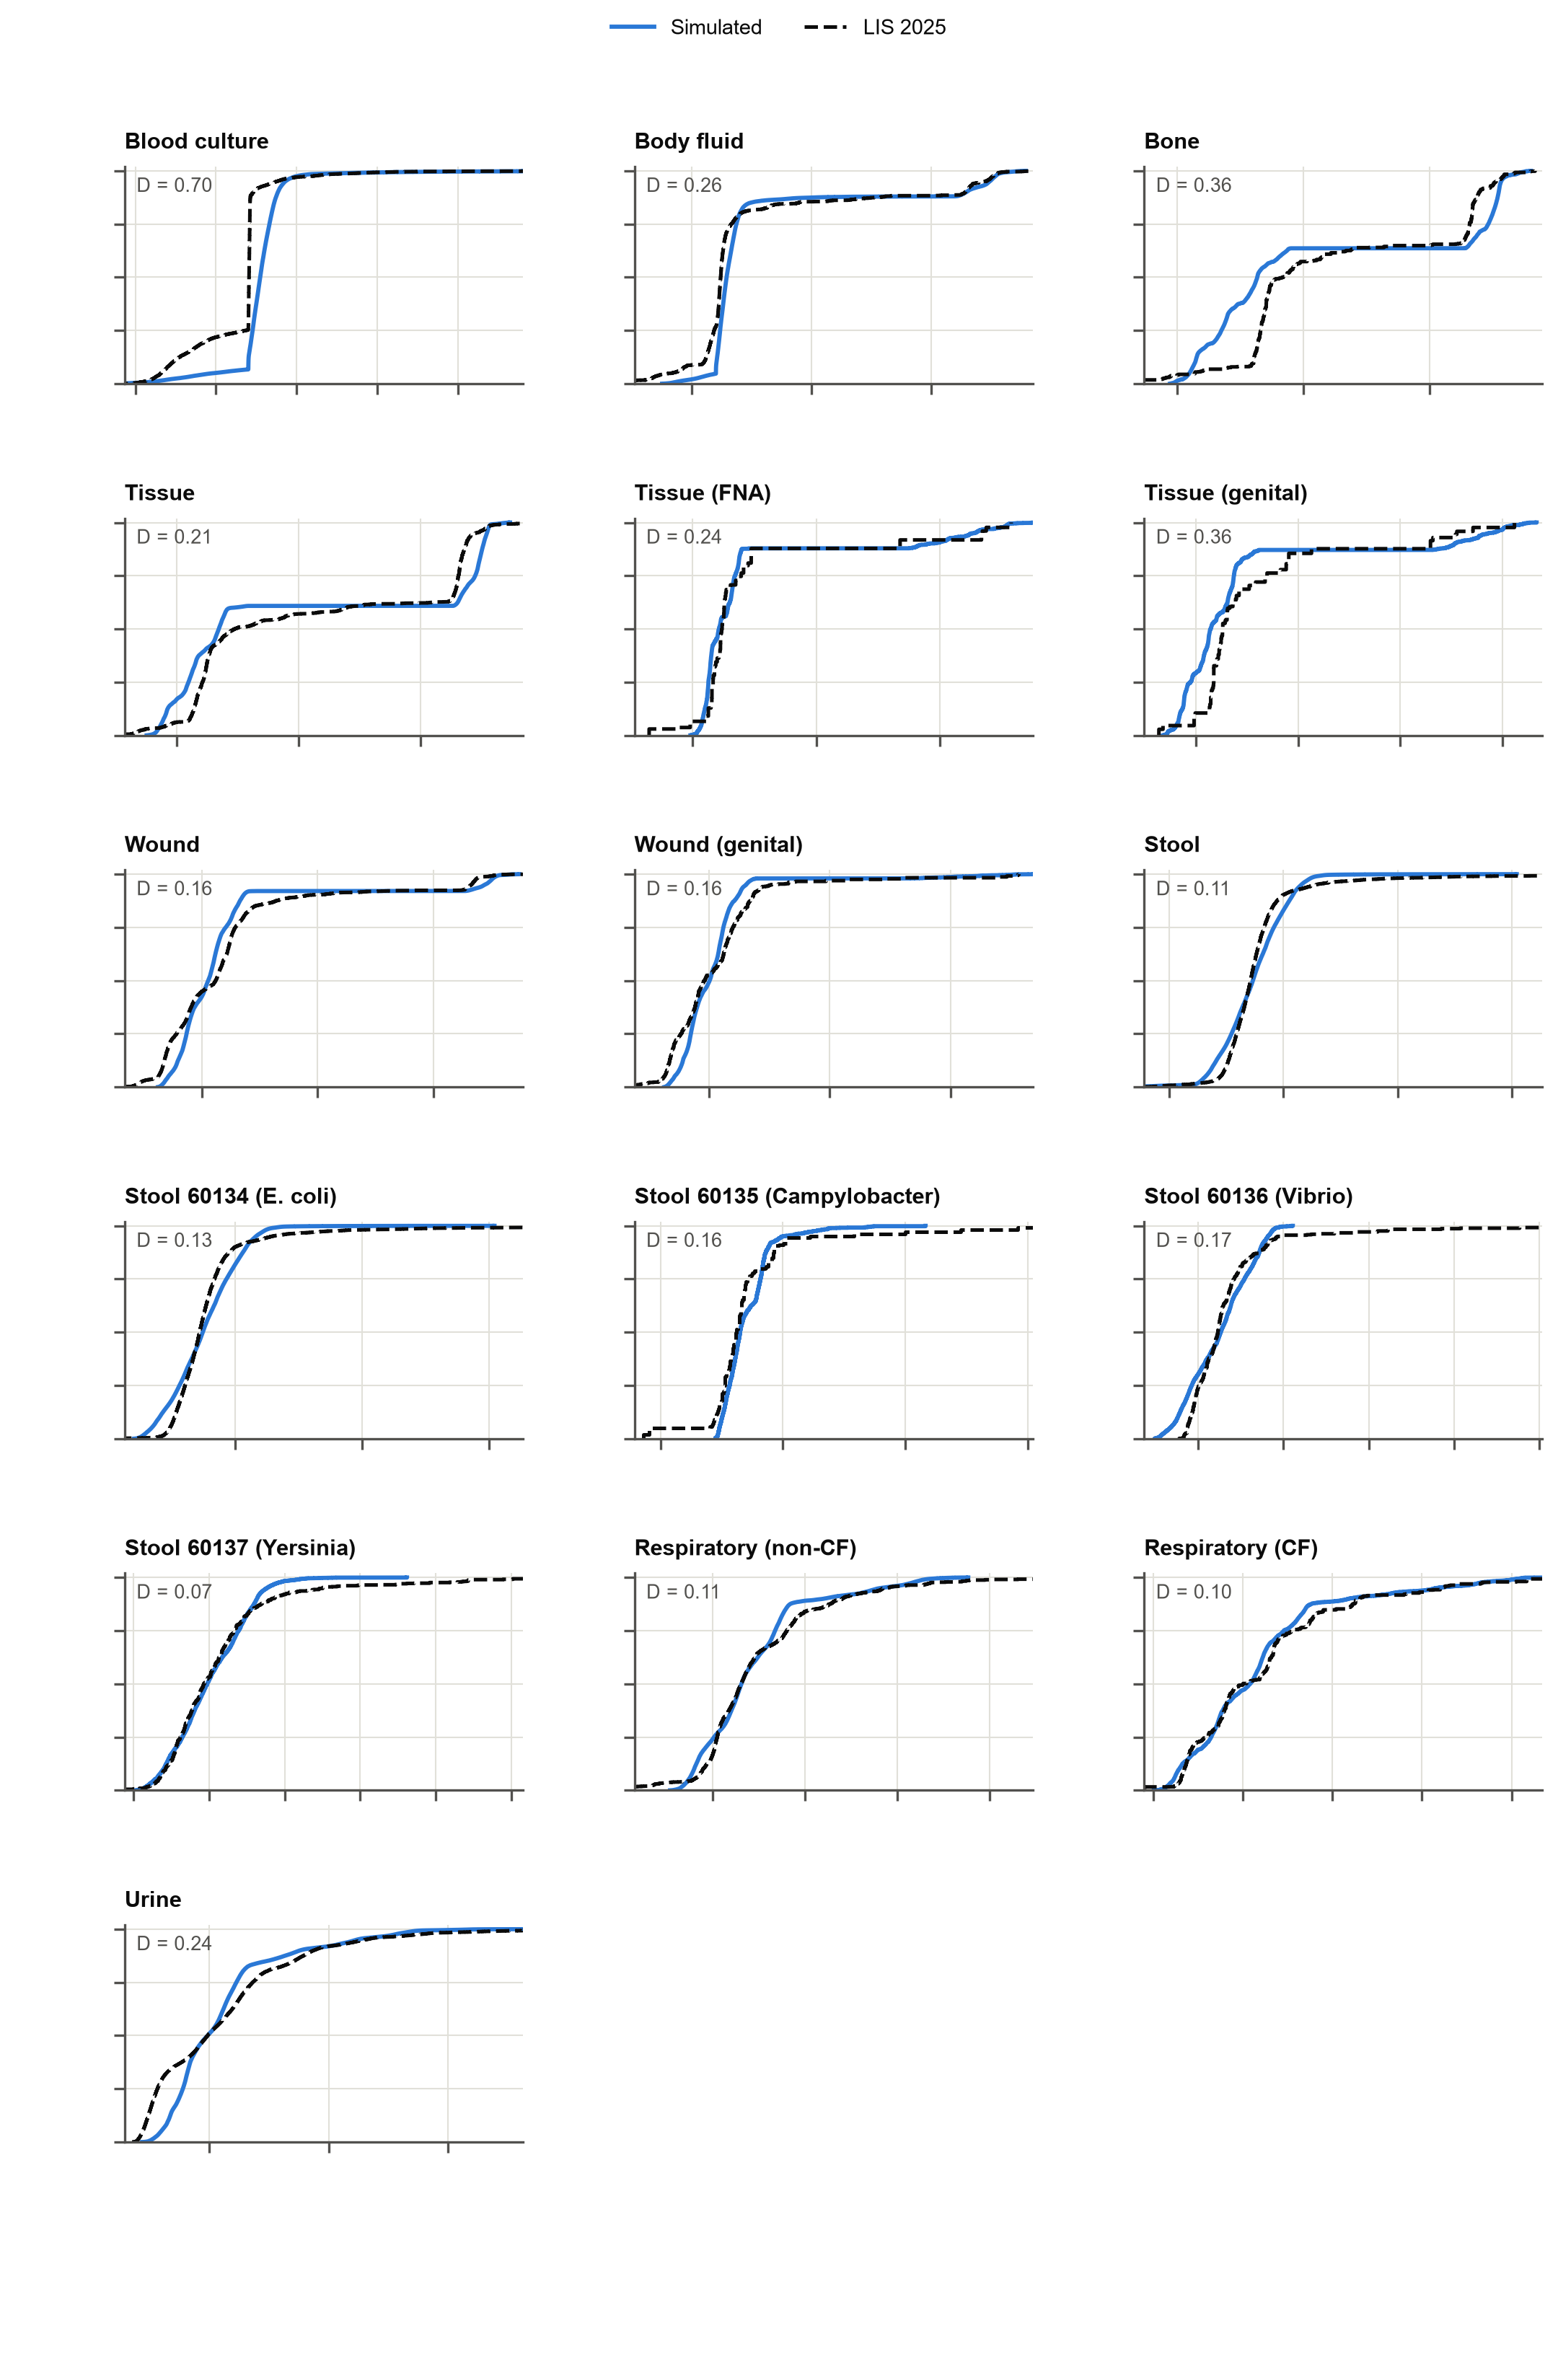 Simulated LIS 2025
Blood culture Body fluid Bone
D = 0.70 D = 0.26 D = 0.36
Tissue Tissue (FNA) Tissue (genital)
D = 0.21 D = 0.24 D = 0.36
Wound Wound (genital) Stool
D = 0.16 D = 0.16 D = 0.11
Stool 60134 (E. coli) Stool 60135 (Campylobacter) Stool 60136 (Vibrio)
D = 0.13 D = 0.16 D = 0.17
Stool 60137 (Yersinia) Respiratory (non-CF) Respiratory (CF)
D = 0.07 D = 0.11 D = 0.10
Urine
D = 0.24